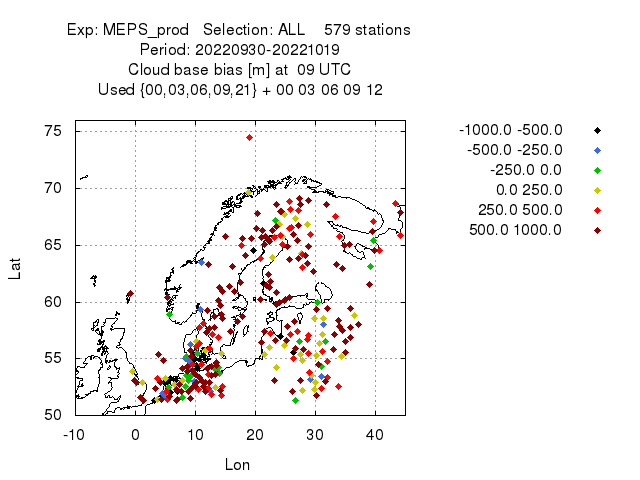 Exp: MEPS_prod   Selection: ALL    579 stations
Period: 20220930-20221019
Cloud base bias [m] at  09 UTC
Used {00,03,06,09,21} + 00 03 06 09 12
-1000.0 -500.0
-500.0 -250.0
-250.0 0.0
0.0 250.0
250.0 500.0
500.0 1000.0
75
70
65
60
55
50
Lat
-10 0 10 20 30 40
Lon